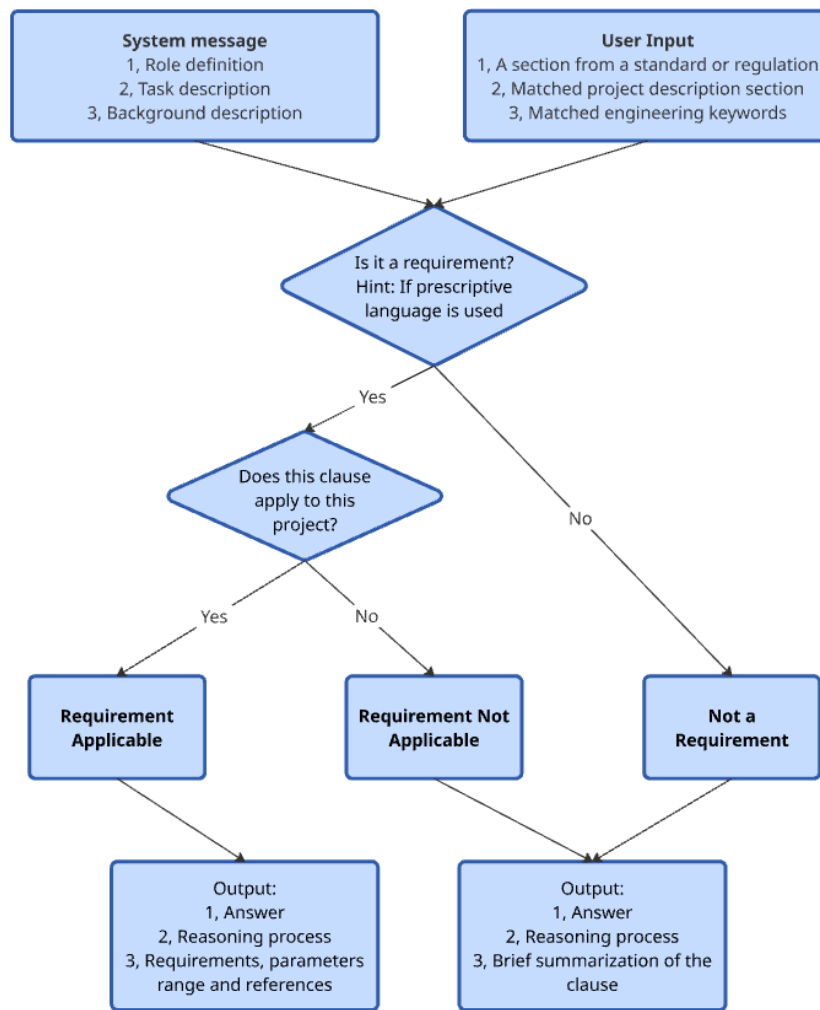 System message
1, Role definition
2, Task description
3, Background description
User Input
1, A section from a standard or regulation
2, Matched project description section
3, Matched engineering keywords
Is it a requirement?
Hint: If prescriptive
language is used
Yes
No
Does this clause
apply to this
project?
Yes
No
Requirement
Applicable
Requirement Not
Applicable
Not a
Requirement
Output:
1, Answer
2, Reasoning process
3, Requirements, parameters
range and references
Output:
1, Answer
2, Reasoning process
3, Brief summarization of the
clause